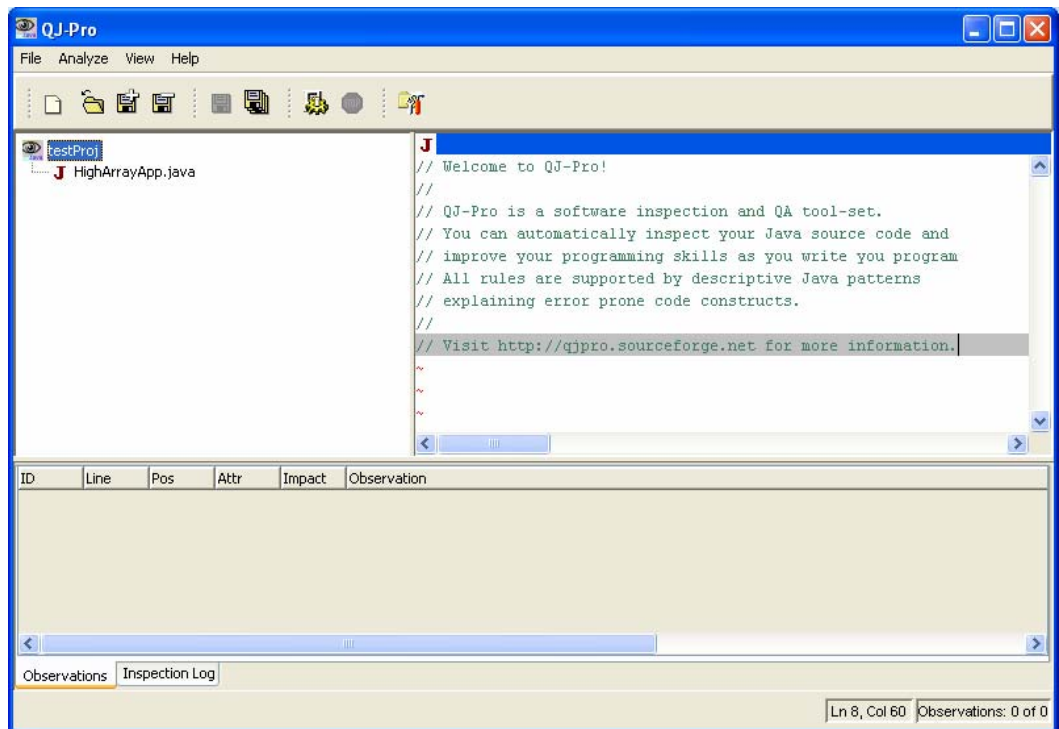 QJ-Pro
File Analyze View Help
testProj
J HighArrayApp.java
J
// Welcome to QJ-Pro!
//
// QJ-Pro is a software inspection and QA tool-set.
// You can automatically inspect your Java source code and
// improve your programming skills as you write you program
// All rules are supported by descriptive Java patterns
// explaining error prone code constructs.
//
// Visit http://qjpro.sourceforge.net for more information.
~
~
~
ID Line Pos Attr Impact Observation
Observations Inspection Log
Ln 8, Col 60 Observations: 0 of 0